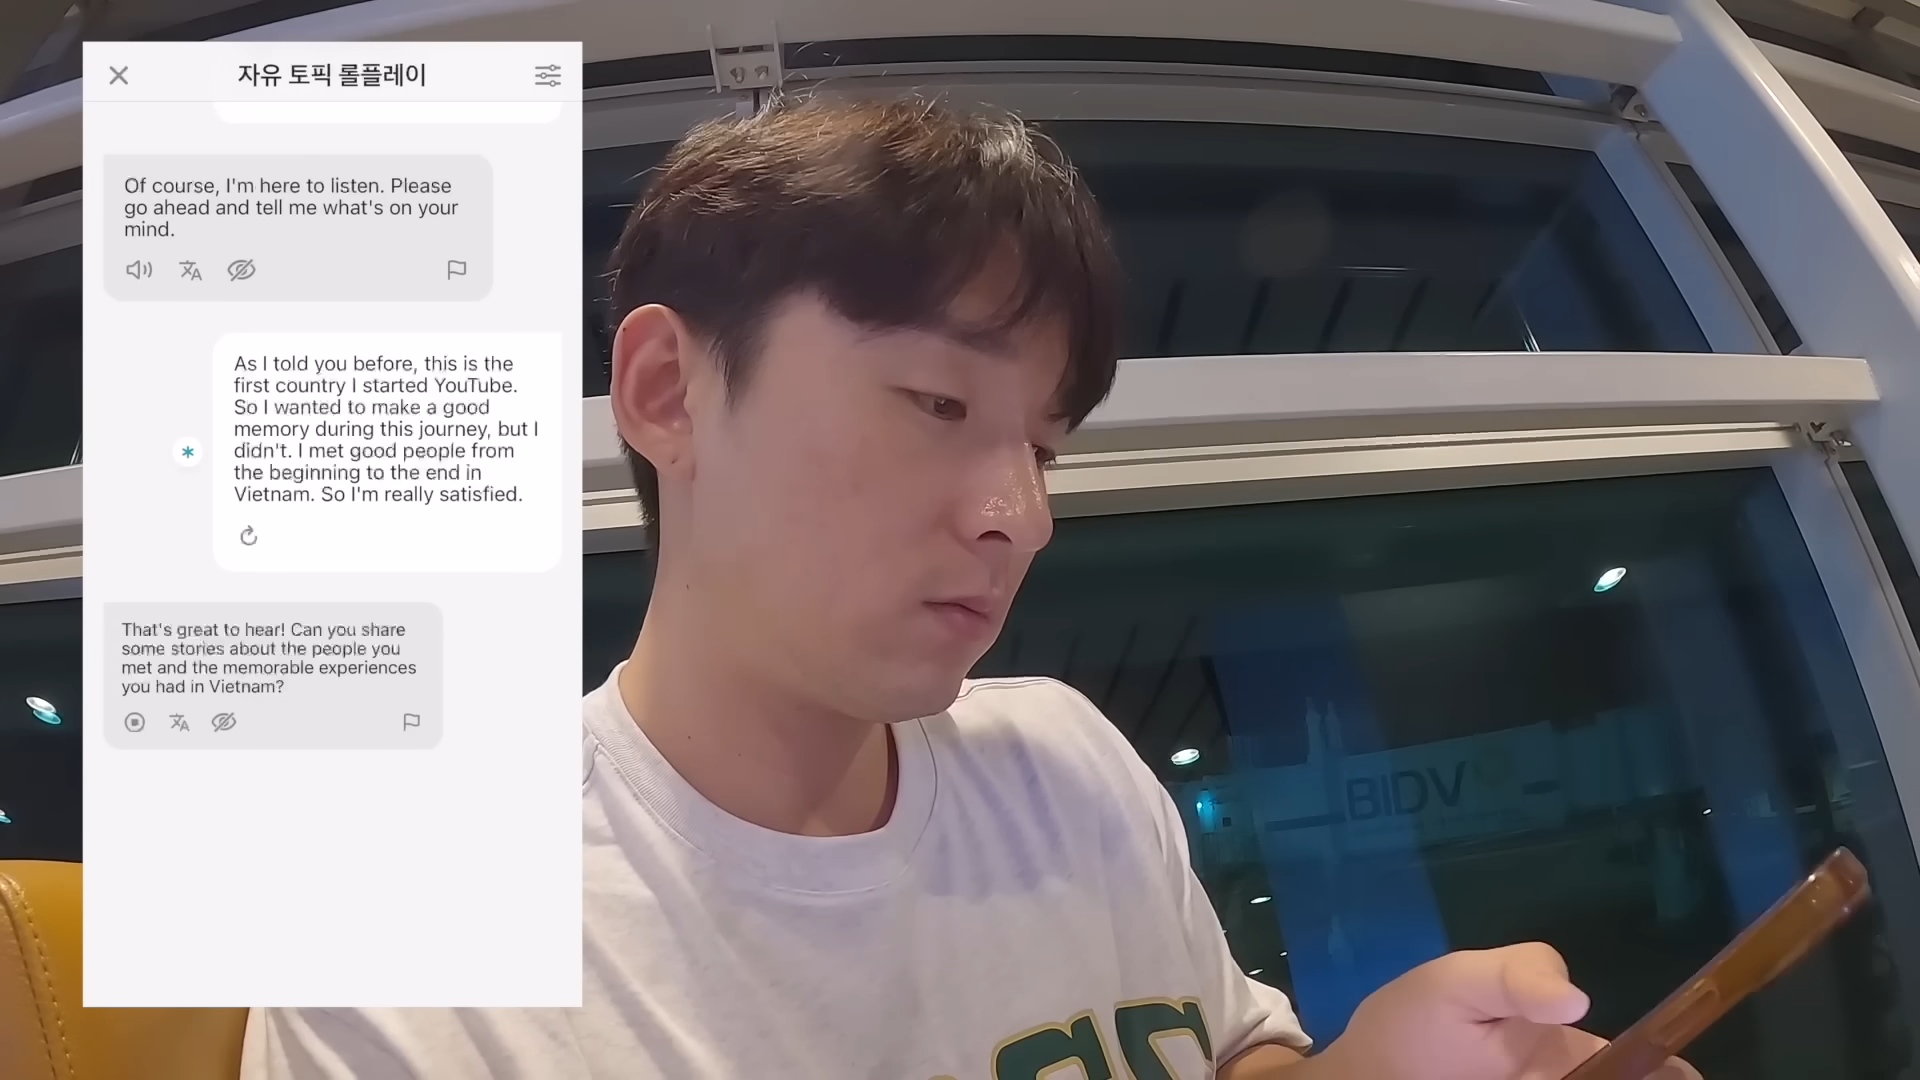 자유 토픽 롤플레이
Of course, I'm here to listen. Please
go ahead and tell me what's on your
mind.
As I told you before, this is the
first country I started YouTube.
So I wanted to make a good
memory during this journey, but I
didn't. I met good people from
the beginning to the end in
Vietnam. So I'm really satisfied.
That's great to hear! Can you share
some stories about the people you
met and the memorable experiences
you had in Vietnam?
BIDV